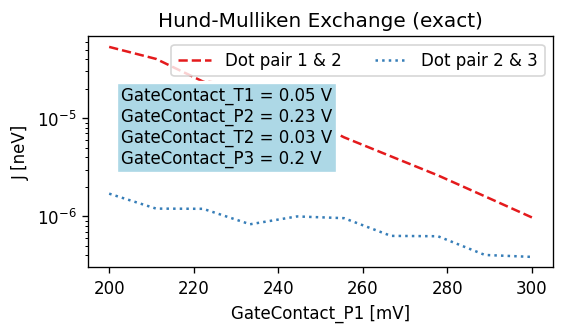 Hund-Mulliken Exchange (exact)
Dot pair 1 & 2
Dot pair 2 & 3
GateContact_T1 = 0.05 V
GateContact_P2 = 0.23 V
GateContact_T2 = 0.03 V
GateContact_P3 = 0.2 V
J [neV]
10⁻⁵
10⁻⁶
200 220 240 260 280 300
GateContact_P1 [mV]